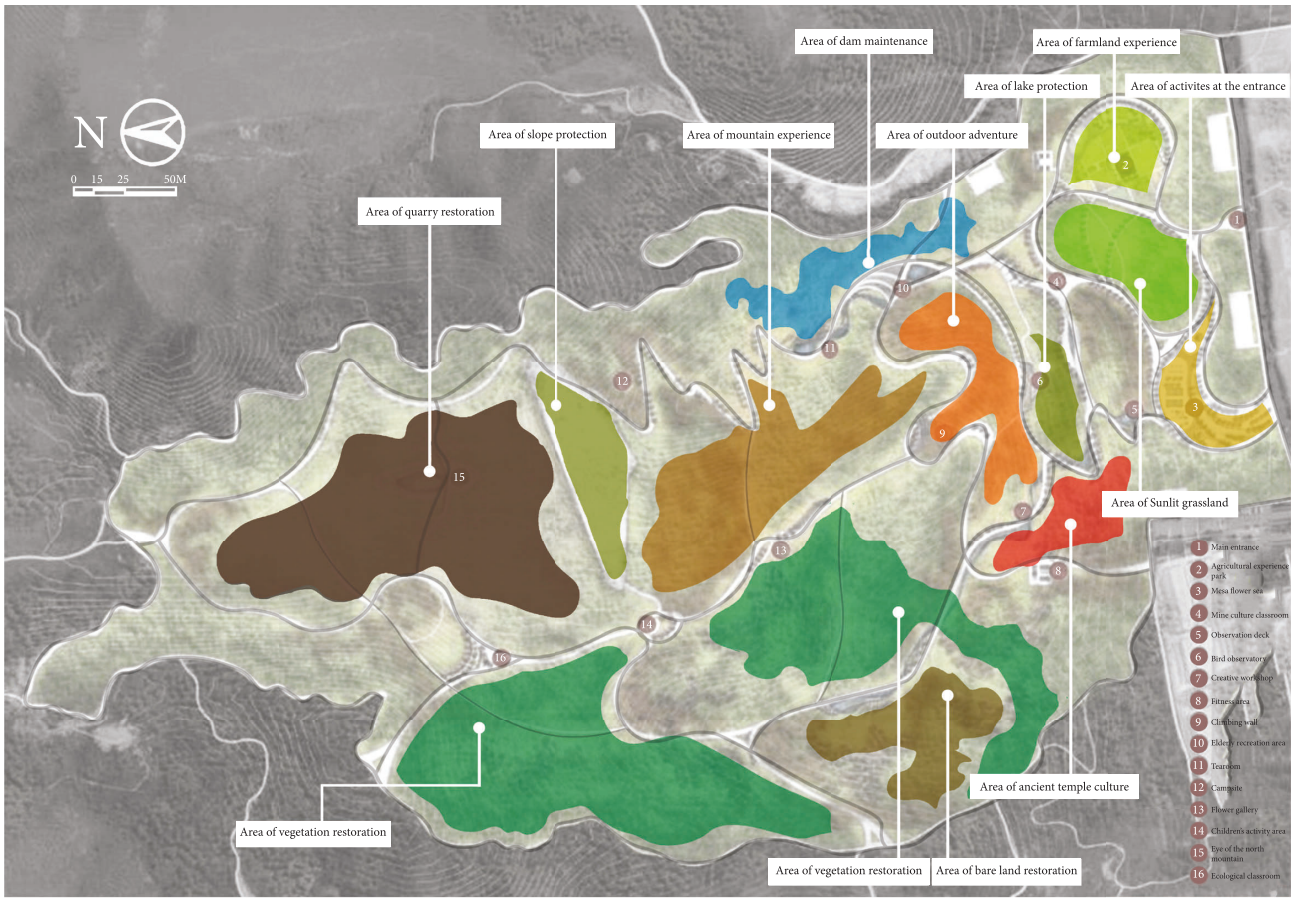 Area of dam maintenance
Area of farmland experience
Area of lake protection
Area of activites at the entrance
Area of slope protection
Area of mountain experience
Area of outdoor adventure
N
0 15 25 50M
Area of quarry restoration
2
1
4
10
11
12
6
3
5
9
15
Area of Sunlit grassland
7
13
8
14
16
1 Main entrance
2 Agricultural experience
park
3 Mesa flower sea
4 Mine culture classroom
5 Observation deck
6 Bird observatory
7 Creative workshop
8 Fitness area
9 Climbing wall
10 Elderly recreation area
11 Tearoom
12 Campsite
13 Flower gallery
14 Children's activity area
15 Eye of the north
mountain
16 Ecological classroom
Area of ancient temple culture
Area of vegetation restoration
Area of vegetation restoration
Area of bare land restoration